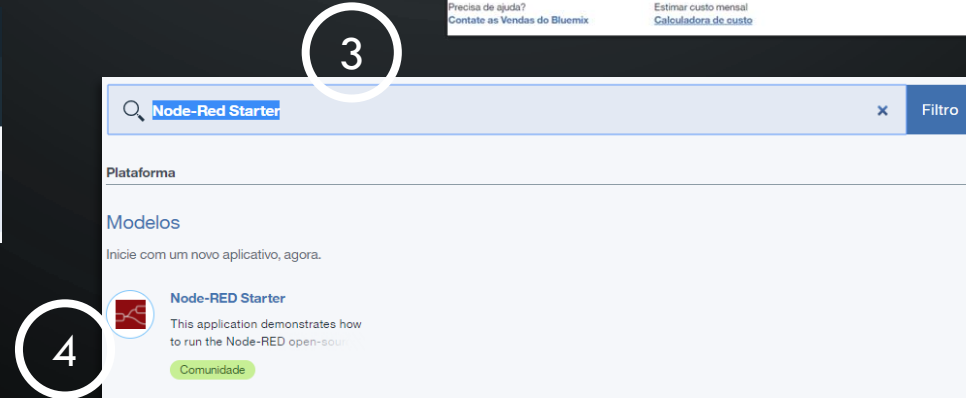 Precisa de ajuda?
Contate as Vendas do Bluemix
Estimar custo mensal
Calculadora de custo
3
Node-Red Starter
×
Filtro
Plataforma
Modelos
Inicie com um novo aplicativo, agora.
Node-RED Starter
This application demonstrates how
to run the Node-RED open-sou
Comunidade
4